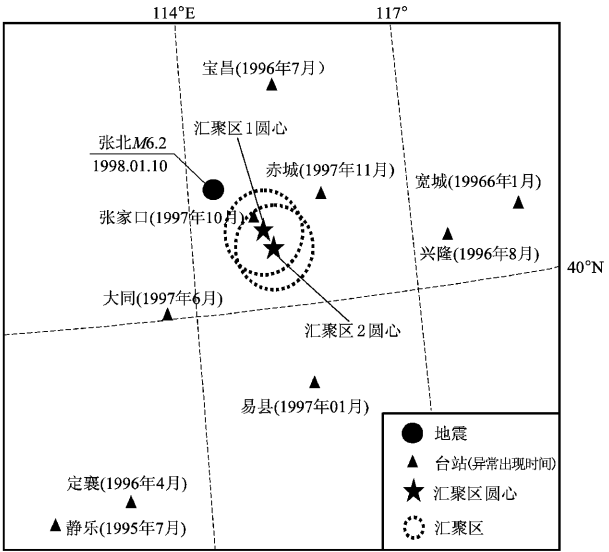 114°E
117°
宝昌(1996年7月)
汇聚区1圆心
张北M6.2
1998.01.10
赤城(1997年11月)
宽城(19966年1月)
张家口(1997年10月)
兴隆(1996年8月)
40°N
大同(1997年6月)
汇聚区2圆心
易县(1997年01月)
地震
台站(异常出现时间)
定襄(1996年4月)
汇聚区圆心
静乐(1995年7月)
汇聚区